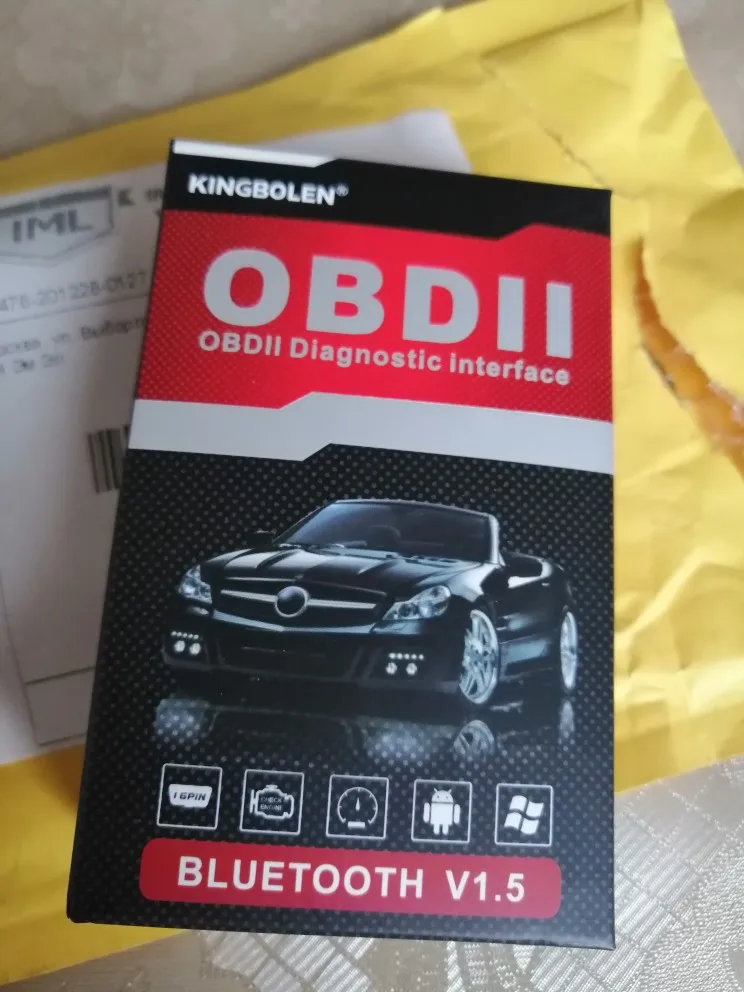 KINGBOLEN®
OBDII
OBDII Diagnostic interface
16PIN
CHECK
ENGINE
BLUETOOTH V1.5
IML